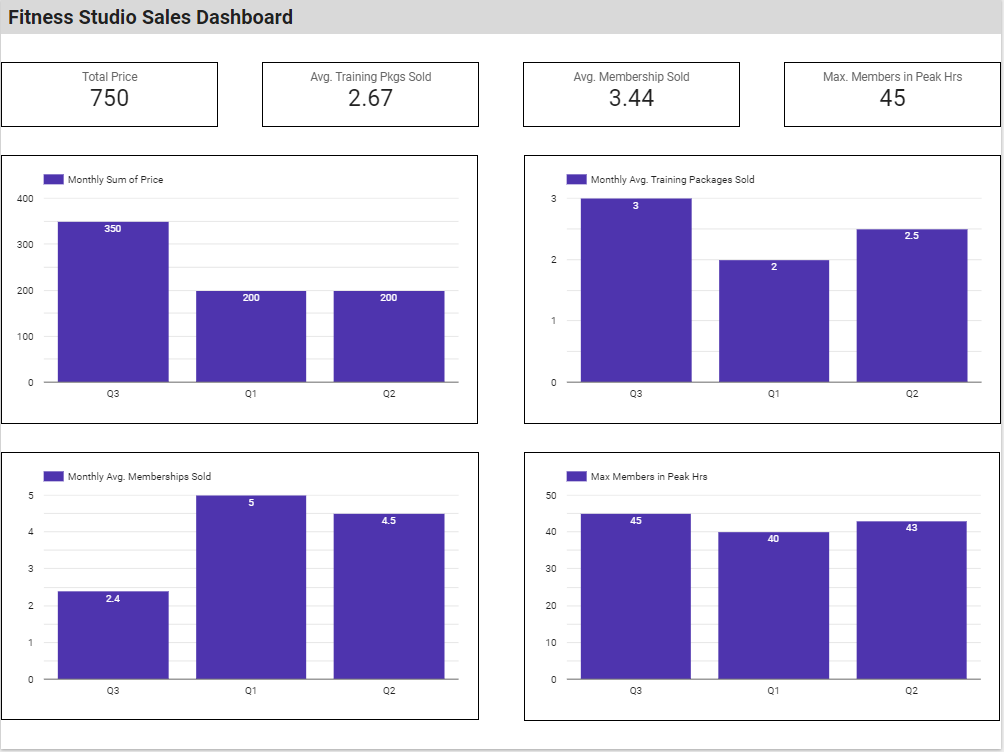 Fitness Studio Sales Dashboard
Total Price
750
Avg. Training Pkgs Sold
2.67
Avg. Membership Sold
3.44
Max. Members in Peak Hrs
45
Monthly Sum of Price
400
300
200
100
0
350
200
200
Q3 Q1 Q2
Monthly Avg. Training Packages Sold
3
2
1
0
3
2
2.5
Q3 Q1 Q2
Monthly Avg. Memberships Sold
5
4
3
2
1
0
2.4
5
4.5
Q3 Q1 Q2
Max Members in Peak Hrs
50
40
30
20
10
0
45
40
43
Q3 Q1 Q2